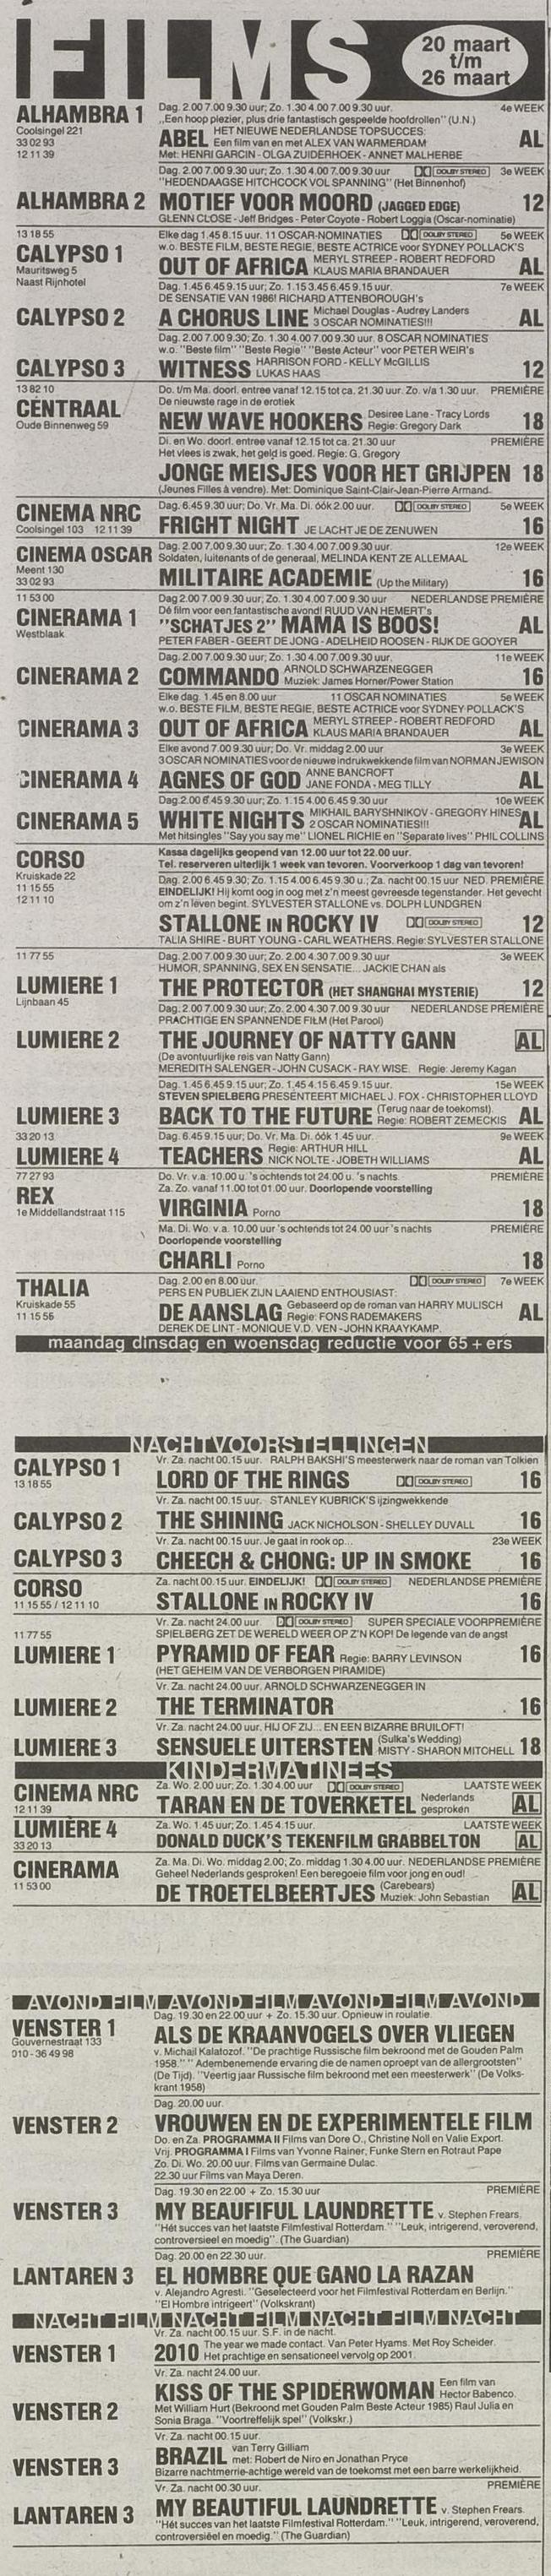 FILMS
20 maart
t/m
26 maart
ALHAMBRA 1
Coolsingel 221
33 02 93
12 11 39
Dag. 2.00 7.00 9.30 uur; Zo. 1.30 4.00 7.00 9.30 uur. 4e WEEK
„Een hoop plezier, plus drie fantastisch gespeelde hoofdrollen" (U.N.)
ABEL HET NIEUWE NEDERLANDSE TOPSUCCES: AL
Een film van en met ALEX VAN WARMERDAM
Met: HENRI GARCIN - OLGA ZUIDERHOEK - ANNET MALHERBE
ALHAMBRA 2
Dag. 2.00 7.00 9.30 uur; Zo. 1.30 4.00 7.00 9.30 uur DOLBY STEREO 3e WEEK
"HEDENDAAGSE HITCHCOCK VOL SPANNING" (Het Binnenhof)
MOTIEF VOOR MOORD (JAGGED EDGE) 12
GLENN CLOSE - Jeff Bridges - Peter Coyote - Robert Loggia (Oscar-nominatie)
13 18 55
CALYPSO 1
Mauritsweg 5
Naast Rijnhotel
Elke dag 1.45 8.15 uur. 11 OSCAR-NOMINATIES DOLBY STEREO 5e WEEK
w.o. BESTE FILM, BESTE REGIE, BESTE ACTRICE voor SYDNEY POLLACK'S
OUT OF AFRICA MERYL STREEP - ROBERT REDFORD AL
KLAUS MARIA BRANDAUER
CALYPSO 2
Dag. 1.45 6.45 9.15 uur; Zo. 1.15 3.45 6.45 9.15 uur. 7e WEEK
DE SENSATIE VAN 1986! RICHARD ATTENBOROUGH's
A CHORUS LINE Michael Douglas - Audrey Landers AL
3 OSCAR NOMINATIES!!!
CALYPSO 3
Dag. 2.00 7.00 9.30; Zo. 1.30 4.00 7.00 9.30 uur. 8 OSCAR NOMINATIES
w.o. "Beste film" "Beste Regie" "Beste Acteur" voor PETER WEIR's
WITNESS HARRISON FORD - KELLY McGILLIS 12
LUKAS HAAS
13 82 10
CENTRAAL
Oude Binnenweg 59
Do. t/m Ma. doorl. entree vanaf 12.15 tot ca. 21.30 uur. Zo. v/a 1.30 uur. PREMIÈRE
De nieuwste rage in de erotiek
NEW WAVE HOOKERS Desiree Lane - Tracy Lords 18
Regie: Gregory Dark
Di. en Wo. doorl. entree vanaf 12.15 tot ca. 21.30 uur PREMIÈRE
Het vlees is zwak, het geld is goed. Regie: G. Gregory
JONGE MEISJES VOOR HET GRIJPEN 18
(Jeunes Filles à vendre). Met: Dominique Saint-Clair-Jean-Pierre Armand.
CINEMA NRC
Coolsingel 103 12 11 39
Dag. 6.45 9.30 uur; Do. Vr. Ma. Di. óók 2.00 uur. DOLBY STEREO 5e WEEK
FRIGHT NIGHT JE LACHT JE DE ZENUWEN 16
CINEMA OSCAR
Meent 130
33 02 93
Dag. 2.00 7.00 9.30 uur; Zo. 1.30 4.00 7.00 9.30 uur. 12e WEEK
Soldaten, luitenants of de generaal, MELINDA KENT ZE ALLEMAAL
MILITAIRE ACADEMIE (Up the Military) 16
11 53 00
CINERAMA 1
Westblaak
Dag 2.00 7.00 9.30 uur; Zo. 1.30 4.00 7.00 9.30 uur NEDERLANDSE PREMIÈRE
Dé film voor een fantastische avond! RUUD VAN HEMERT's
"SCHATJES 2" MAMA IS BOOS! AL
PETER FABER - GEERT DE JONG - ADELHEID ROOSEN - RIJK DE GOOYER
CINERAMA 2
Dag. 2.00 7.00 9.30 uur; Zo. 1.30 4.00 7.00 9.30 uur. 11e WEEK
COMMANDO ARNOLD SCHWARZENEGGER 16
Muziek: James Horner/Power Station
CINERAMA 3
Elke dag. 1.45 en 8.00 uur 11 OSCAR NOMINATIES 5e WEEK
w.o. BESTE FILM, BESTE REGIE, BESTE ACTRICE voor SYDNEY POLLACK'S
OUT OF AFRICA MERYL STREEP - ROBERT REDFORD AL
KLAUS MARIA BRANDAUER
CINERAMA 4
Elke avond 7.00 9.30 uur; Do. Vr. middag 2.00 uur 3e WEEK
3 OSCAR NOMINATIES voor de nieuwe indrukwekkende film van NORMAN JEWISON
AGNES OF GOD ANNE BANCROFT AL
JANE FONDA - MEG TILLY
CINERAMA 5
Dag. 2.00 6.45 9.30 uur; Zo. 1.15 4.00 6.45 9.30 uur 10e WEEK
WHITE NIGHTS MIKHAIL BARYSHNIKOV - GREGORY HINES AL
2 OSCAR NOMINATIES!!!
Met hitsingles "Say you say me" LIONEL RICHIE en "Separate lives" PHIL COLLINS
CORSO
Kruiskade 22
11 15 55
12 11 10
Kassa dagelijks geopend van 12.00 uur tot 22.00 uur.
Tel. reserveren uiterlijk 1 week van tevoren. Voorverkoop 1 dag van tevoren!
Dag. 2.00 6.45 9.30; Zo. 1.15 4.00 6.45 9.30 u.; Za. nacht 00.15 uur NED. PREMIÈRE
EINDELIJK! Hij komt oog in oog met z'n meest gevreesde tegenstander. Het gevecht
om z'n leven begint. SYLVESTER STALLONE vs. DOLPH LUNDGREN
STALLONE IN ROCKY IV DOLBY STEREO 12
TALIA SHIRE - BURT YOUNG - CARL WEATHERS. Regie: SYLVESTER STALLONE
11 77 55
LUMIERE 1
Lijnbaan 45
Dag. 2.00 7.00 9.30 uur; Zo. 2.00 4.30 7.00 9.30 uur 3e WEEK
HUMOR, SPANNING, SEX EN SENSATIE... JACKIE CHAN als
THE PROTECTOR (HET SHANGHAI MYSTERIE) 12
LUMIERE 2
Dag. 2.00 7.00 9.30 uur; Zo. 2.00 4.30 7.00 9.30 uur NEDERLANDSE PREMIÈRE
PRACHTIGE EN SPANNENDE FILM (Het Parool)
THE JOURNEY OF NATTY GANN AL
(De avontuurlijke reis van Natty Gann)
MEREDITH SALENGER - JOHN CUSACK - RAY WISE. Regie: Jeremy Kagan
LUMIERE 3
Dag. 1.45 6.45 9.15 uur; Zo. 1.45 4.15 6.45 9.15 uur. 15e WEEK
STEVEN SPIELBERG PRESENTEERT MICHAEL J. FOX - CHRISTOPHER LLOYD
BACK TO THE FUTURE (Terug naar de toekomst). AL
Regie: ROBERT ZEMECKIS
33 20 13
LUMIERE 4
Dag. 6.45 9.15 uur; Do. Vr. Ma. Di. óók 1.45 uur. 9e WEEK
TEACHERS Regie: ARTHUR HILL AL
NICK NOLTE - JOBETH WILLIAMS
77 27 93
REX
1e Middellandstraat 115
Do. Vr. v.a. 10.00 u. 's ochtends tot 24.00 u. 's nachts. PREMIÈRE
Za. Zo. vanaf 11.00 tot 01.00 uur. Doorlopende voorstelling
VIRGINIA Porno 18
Ma. Di. Wo. v.a. 10.00 uur 's ochtends tot 24.00 uur 's nachts PREMIÈRE
Doorlopende voorstelling
CHARLI Porno 18
THALIA
Kruiskade 55
11 15 56
Dag. 2.00 en 8.00 uur. DOLBY STEREO 7e WEEK
PERS EN PUBLIEK ZIJN LAAIEND ENTHOUSIAST:
DE AANSLAG Gebaseerd op de roman van HARRY MULISCH AL
Regie: FONS RADEMAKERS
DEREK DE LINT - MONIQUE V.D. VEN - JOHN KRAAYKAMP.
maandag dinsdag en woensdag reductie voor 65+ers
NACHTVOORSTELLINGEN
CALYPSO 1
13 18 55
Vr. Za. nacht 00.15 uur. RALPH BAKSHI'S meesterwerk naar de roman van Tolkien
LORD OF THE RINGS DOLBY STEREO 16
CALYPSO 2
Vr. Za. nacht 00.15 uur. STANLEY KUBRICK'S ijzingwekkende
THE SHINING JACK NICHOLSON - SHELLEY DUVALL 16
CALYPSO 3
Vr. Za. nacht 00.15 uur. Je gaat in rook op... 23e WEEK
CHEECH & CHONG: UP IN SMOKE 16
CORSO
11 15 55 / 12 11 10
Za. nacht 00.15 uur. EINDELIJK! DOLBY STEREO NEDERLANDSE PREMIÈRE
STALLONE IN ROCKY IV 16
11 77 55
LUMIERE 1
Vr. Za. nacht 24.00 uur. DOLBY STEREO SUPER SPECIALE VOORPREMIÈRE
SPIELBERG ZET DE WERELD WEER OP Z'N KOP! De legende van de angst
PYRAMID OF FEAR Regie: BARRY LEVINSON 16
(HET GEHEIM VAN DE VERBORGEN PIRAMIDE)
LUMIERE 2
Vr. Za. nacht 24.00 uur. ARNOLD SCHWARZENEGGER IN
THE TERMINATOR 16
LUMIERE 3
Vr. Za. nacht 24.00 uur. HIJ OF ZIJ... EN EEN BIZARRE BRUILOFT!
SENSUELE UITERSTEN (Sulka's Wedding) 18
MISTY - SHARON MITCHELL
KINDERMATINEES
CINEMA NRC
12 11 39
Za. Wo. 2.00 uur; Zo. 1.30 4.00 uur DOLBY STEREO LAATSTE WEEK
TARAN EN DE TOVERKETEL Nederlands gesproken AL
LUMIÈRE 4
33 20 13
Za. Wo. 1.45 uur; Zo. 1.45 4.15 uur. LAATSTE WEEK
DONALD DUCK'S TEKENFILM GRABBELTON AL
CINERAMA
11 53 00
Za. Ma. Di. Wo. middag 2.00; Zo. middag 1.30 4.00 uur. NEDERLANDSE PREMIÈRE
Geheel Nederlands gesproken! Een beregoeie film voor jong en oud!
DE TROETELBEERTJES (Carebears) AL
Muziek: John Sebastian
AVOND FILM AVOND FILM AVOND FILM AVOND
VENSTER 1
Gouvernestraat 133
010 - 36 49 98
Dag. 19.30 en 22.00 uur + Zo. 15.30 uur. Opnieuw in roulatie.
ALS DE KRAANVOGELS OVER VLIEGEN
v. Michail Kalatozof. "De prachtige Russische film bekroond met de Gouden Palm
1958." " Adembenemende ervaring die de namen oproept van de allergrootsten"
(De Tijd). "Veertig jaar Russische film bekroond met een meesterwerk" (De Volks-
krant 1958)
VENSTER 2
Dag. 20.00 uur.
VROUWEN EN DE EXPERIMENTELE FILM
Do. en Za. PROGRAMMA II Films van Dore O., Christine Noll en Valie Export.
Vrij. PROGRAMMA I Films van Yvonne Rainer, Funke Stern en Rotraut Pape
Zo. Di. Wo. 20.00 uur. Films van Germaine Dulac.
22.30 uur Films van Maya Deren.
VENSTER 3
Dag. 19.30 en 22.00 + Zo. 15.30 uur PREMIÈRE
MY BEAUFIFUL LAUNDRETTE v. Stephen Frears.
"Hét succes van het laatste Filmfestival Rotterdam." "Leuk, intrigerend, veroverend,
controversieel en moedig". (The Guardian)
LANTAREN 3
Dag. 20.00 en 22.30 uur. PREMIÈRE
EL HOMBRE QUE GANO LA RAZAN
v. Alejandro Agresti. "Geselecteerd voor het Filmfestival Rotterdam en Berlijn."
"El Hombre intrigeert" (Volkskrant)
NACHT FILM NACHT FILM NACHT FILM NACHT
VENSTER 1
Vr. Za. nacht 00.15 uur. S.F. in de nacht.
2010 The year we made contact. Van Peter Hyams. Met Roy Scheider.
Het prachtige en sensationeel vervolg op 2001.
VENSTER 2
Vr. Za. nacht 24.00 uur.
KISS OF THE SPIDERWOMAN Een film van
Hector Babenco.
Met William Hurt (Bekroond met Gouden Palm Beste Acteur 1985) Raul Julia en
Sonia Braga. "Voortreffelijk spel" (Volkskr.)
VENSTER 3
Vr. Za. nacht 00.15 uur.
BRAZIL van Terry Gilliam
met: Robert de Niro en Jonathan Pryce
Bizarre nachtmerrie-achtige wereld van de toekomst met een barre werkelijkheid.
LANTAREN 3
Vr. Za. nacht 00.30 uur. PREMIÈRE
MY BEAUTIFUL LAUNDRETTE v. Stephen Frears.
"Hét succes van het laatste Filmfestival Rotterdam." "Leuk, intrigerend, veroverend,
controversiëel en moedig." (The Guardian)